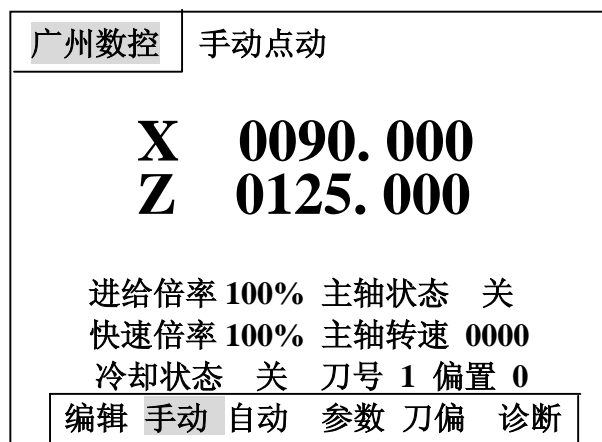 广州数控 手动点动
X 0090.000
Z 0125.000
进给倍率 100% 主轴状态 关
快速倍率 100% 主轴转速 0000
冷却状态 关 刀号 1 偏置 0
编辑 手动 自动 参数 刀偏 诊断